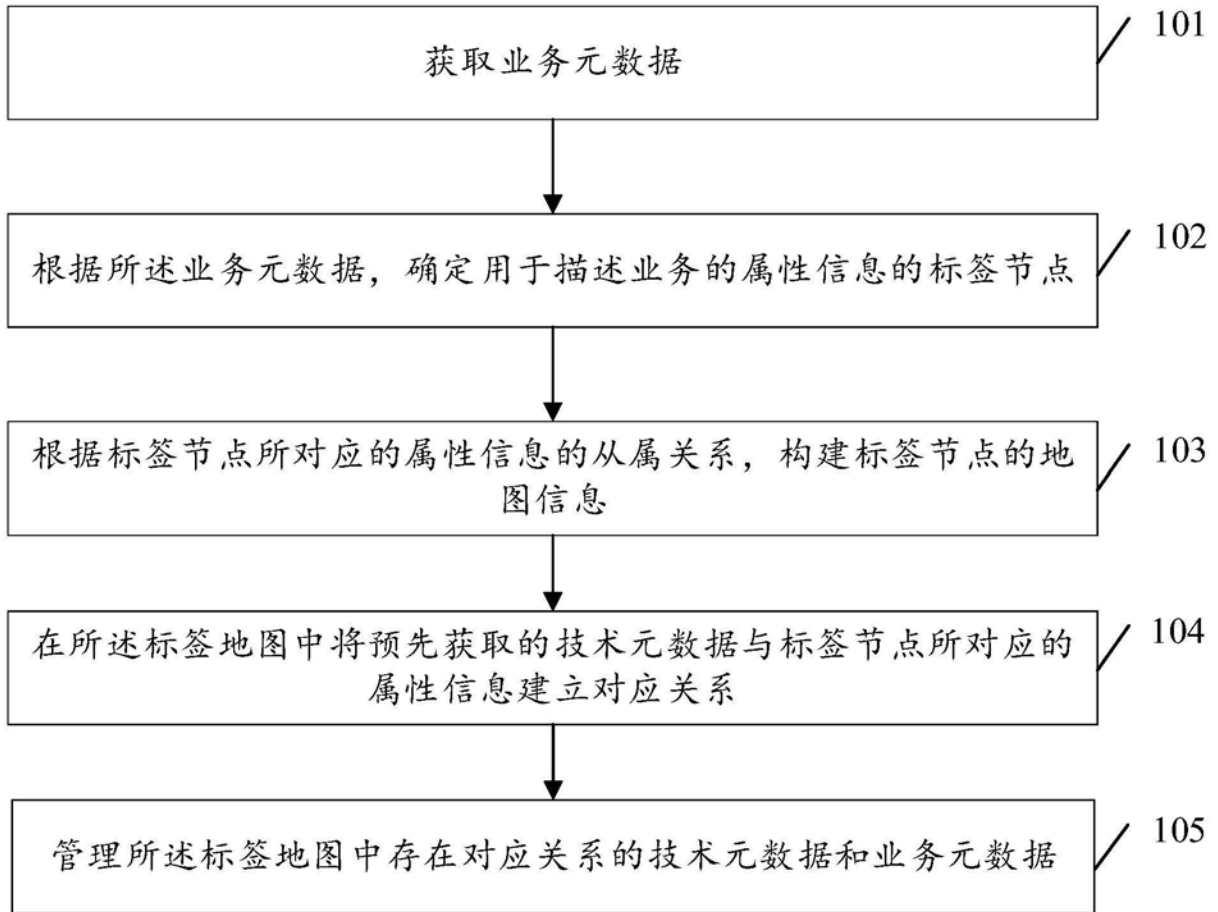 获取业务元数据
101
根据所述业务元数据，确定用于描述业务的属性信息的标签节点
102
根据标签节点所对应的属性信息的从属关系，构建标签节点的地
图信息
103
在所述标签地图中将预先获取的技术元数据与标签节点所对应的
属性信息建立对应关系
104
管理所述标签地图中存在对应关系的技术元数据和业务元数据
105